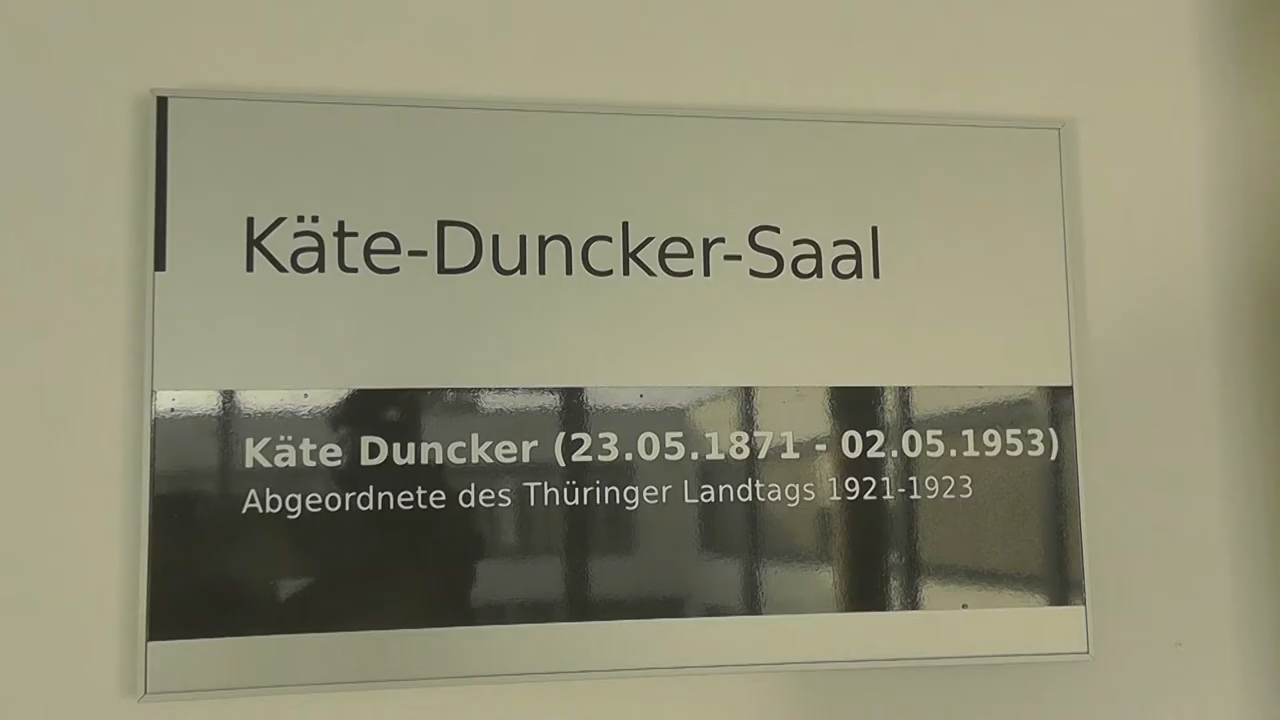 Käte-Duncker-Saal
Käte Duncker (23.05.1871 - 02.05.1953)
Abgeordnete des Thüringer Landtags 1921-1923